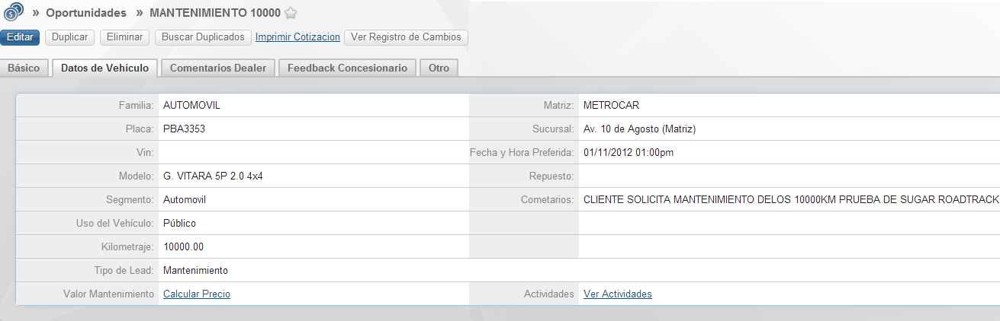 » Oportunidades » MANTENIMIENTO 10000
Editar Duplicar Eliminar Buscar Duplicados Imprimir Cotizacion Ver Registro de Cambios
Básico Datos de Vehículo Comentarios Dealer Feedback Concesionario Otro
Familia: AUTOMOVIL Matriz: METROCAR
Placa: PBA3353 Sucursal: Av. 10 de Agosto (Matriz)
Vin: Fecha y Hora Preferida: 01/11/2012 01:00pm
Modelo: G. VITARA 5P 2.0 4x4 Repuesto:
Segmento: Automovil Cometarios: CLIENTE SOLICITA MANTENIMIENTO DELOS 10000KM PRUEBA DE SUGAR ROADTRACK
Uso del Vehículo: Público
Kilometraje: 10000.00
Tipo de Lead: Mantenimiento
Valor Mantenimiento Calcular Precio Actividades Ver Actividades